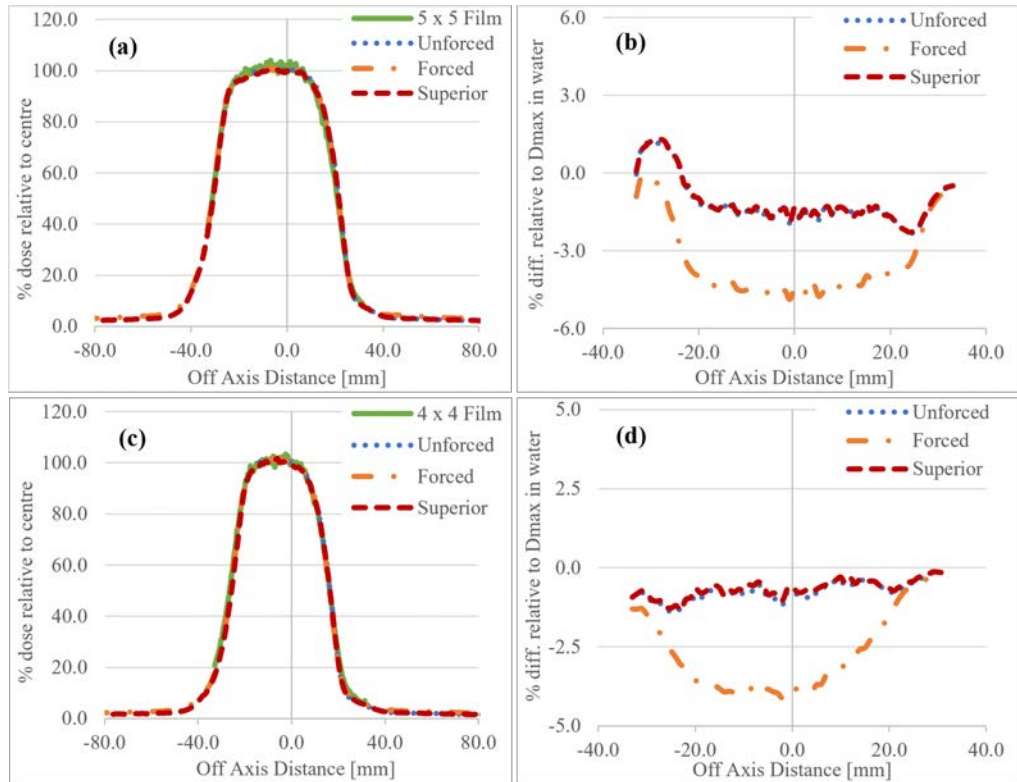 120.0
100.0
80.0
60.0
40.0
20.0
0.0
-80.0 -40.0 0.0 40.0 80.0
% dose relative to centre
Off Axis Distance [mm]
(a)
5 x 5 Film
Unforced
Forced
Superior
6.0
3.0
0.0
-3.0
-6.0
-40.0 -20.0 0.0 20.0 40.0
% diff. relative to Dmax in water
Off Axis Distance [mm]
(b)
Unforced
Forced
Superior
120.0
100.0
80.0
60.0
40.0
20.0
0.0
-80.0 -40.0 0.0 40.0 80.0
% dose relative to centre
Off Axis Distance [mm]
(c)
4 x 4 Film
Unforced
Forced
Superior
5.0
2.5
0.0
-2.5
-5.0
-40.0 -20.0 0.0 20.0 40.0
% diff. relative to Dmax in water
Off Axis Distance [mm]
(d)
Unforced
Forced
Superior